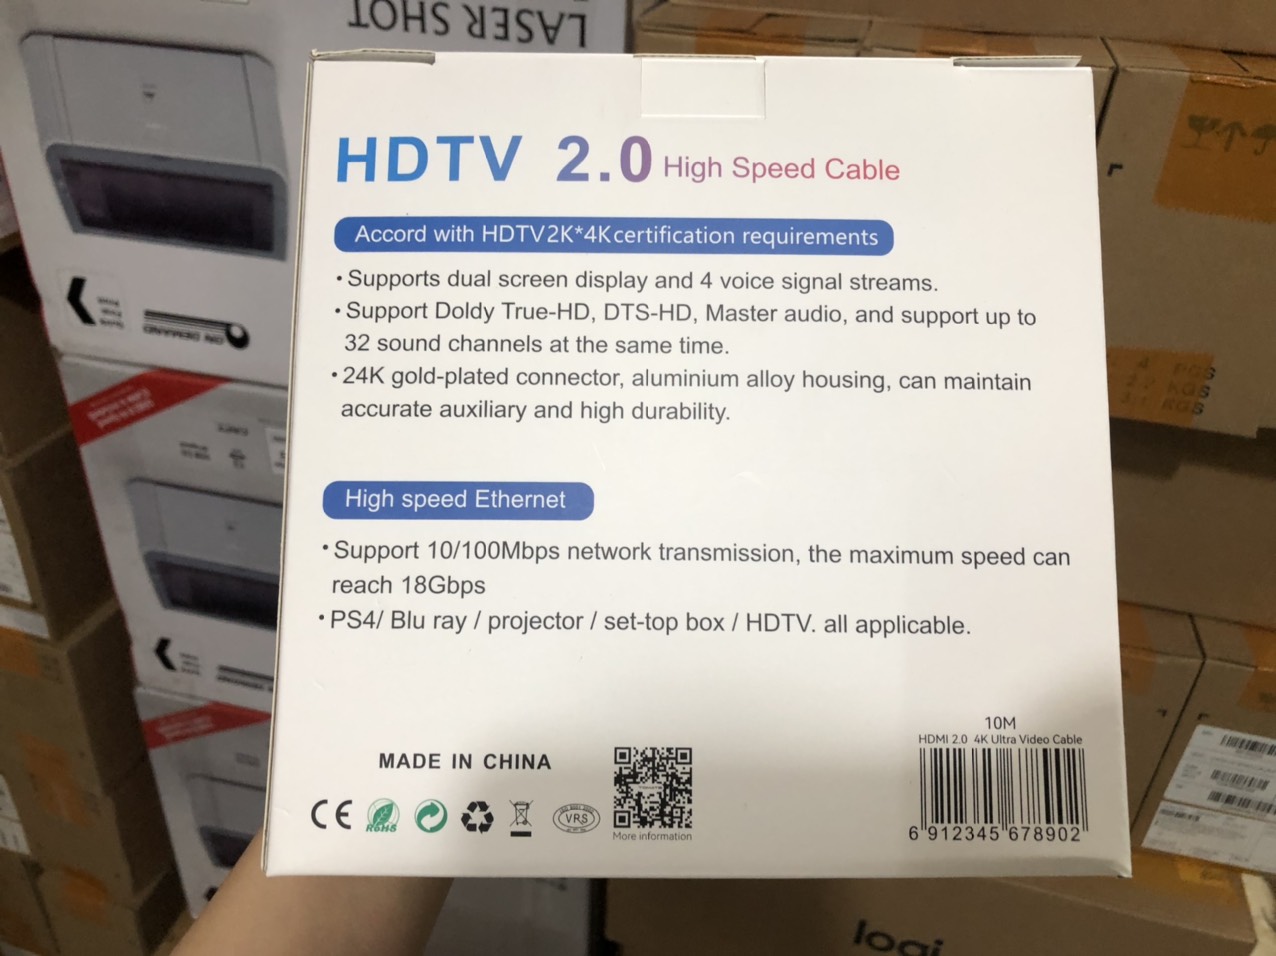 LASER SHOT
HDTV 2.0 High Speed Cable
Accord with HDTV2K*4Kcertification requirements
•Supports dual screen display and 4 voice signal streams.
•Support Doldy True-HD, DTS-HD, Master audio, and support up to
32 sound channels at the same time.
•24K gold-plated connector, aluminium alloy housing, can maintain
accurate auxiliary and high durability.
High speed Ethernet
•Support 10/100Mbps network transmission, the maximum speed can
reach 18Gbps
•PS4/ Blu ray / projector / set-top box / HDTV. all applicable.
10M
HDMI 2.0 4K Ultra Video Cable
MADE IN CHINA
CE
RoHS
VRS
More information
6 912345 678902
ON DEMAND
logi